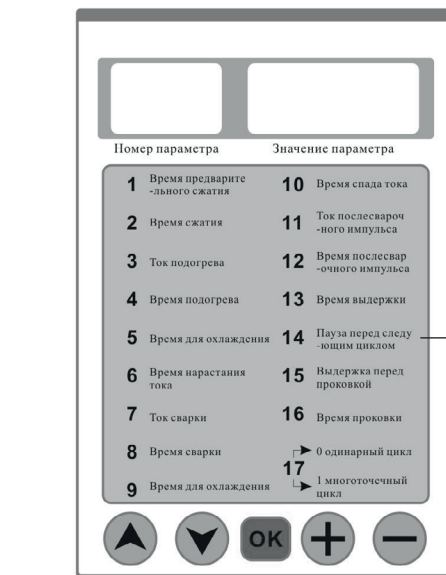 Номер параметра Значение параметра
1 Время предварите
-льного сжатия
2 Время сжатия
3 Ток подогрева
4 Время подогрева
5 Время для охлаждения
6 Время нарастания
тока
7 Ток сварки
8 Время сварки
9 Время для охлаждения
10 Время спада тока
11 Ток послесвароч
-ного импульса
12 Время послесвар
-очного импульса
13 Время выдержки
14 Пауза перед следу
-ющим циклом
15 Выдержка перед
проковкой
16 Время проковки
17
0 одинарный цикл
1 многоточечный
цикл
OK